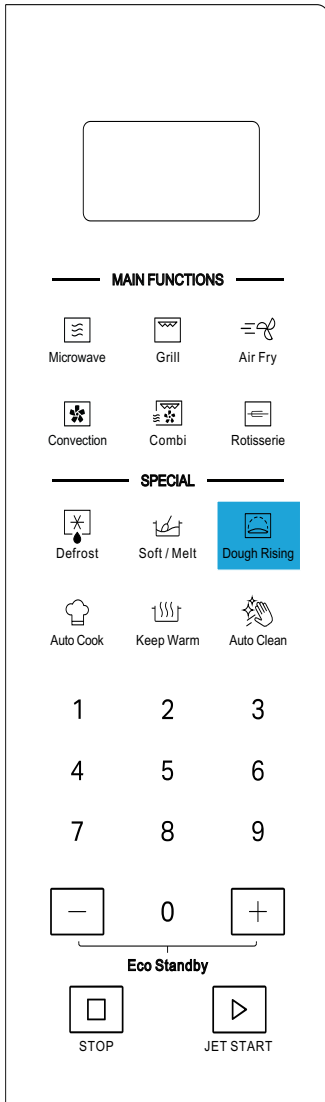 MAIN FUNCTIONS
Microwave Grill Air Fry
Convection Combi Rotisserie
SPECIAL
Defrost Soft / Melt Dough Rising
Auto Cook Keep Warm Auto Clean
1 2 3
4 5 6
7 8 9
− 0 +
Eco Standby
STOP JET START